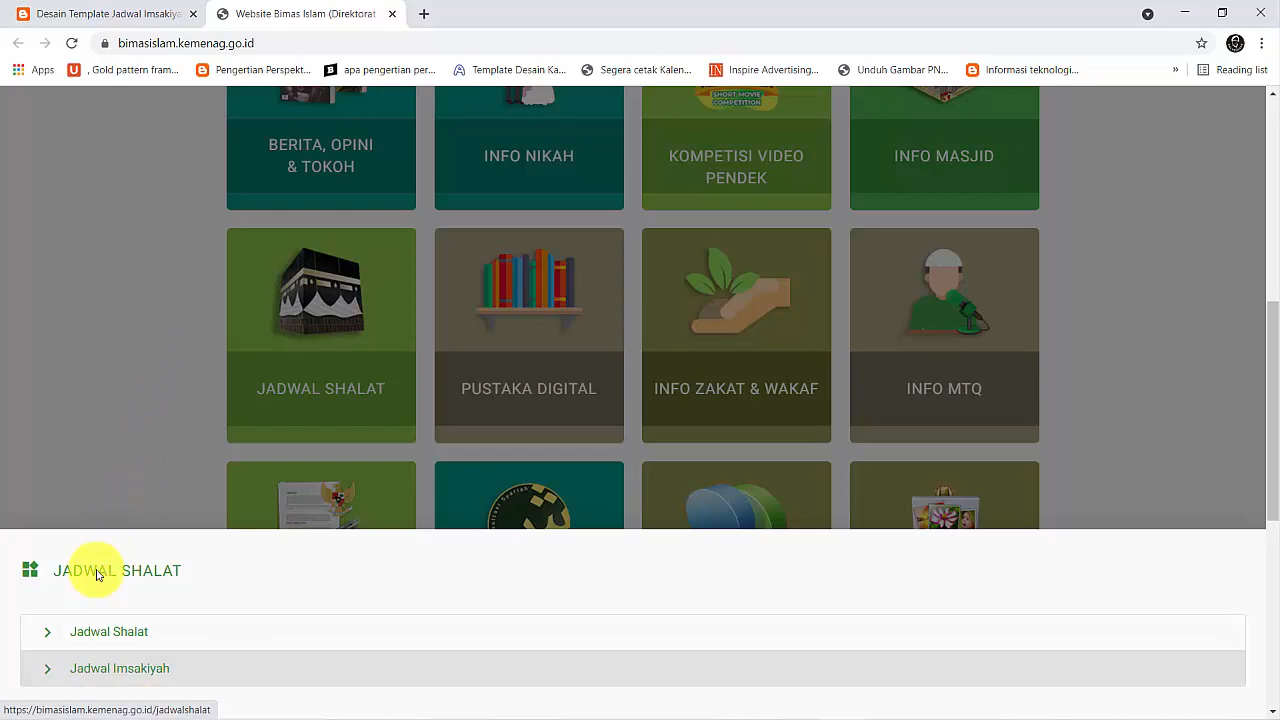 Desain Template Jadwal Imsakiya
Website Bimas Islam (Direktorat
bimasislam.kemenag.go.id
Apps
, Gold pattern fram...
Pengertian Perspekt...
apa pengertian per...
Template Desain Ka...
Segera cetak Kalen...
Inspire Advertising...
Unduh Gambar PN...
Informasi teknologi...
»
Reading list
SHORT MOVIE
COMPETITION
BERITA, OPINI
& TOKOH
INFO NIKAH
KOMPETISI VIDEO
PENDEK
INFO MASJID
JADWAL SHALAT
PUSTAKA DIGITAL
INFO ZAKAT & WAKAF
INFO MTQ
JADWAL SHALAT
Jadwal Shalat
Jadwal Imsakiyah
https://bimasislam.kemenag.go.id/jadwalshalat